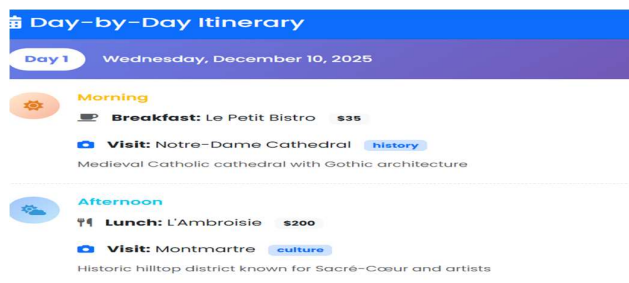 Day-by-Day Itinerary
Day 1 Wednesday, December 10, 2025
Morning
Breakfast: Le Petit Bistro $35
Visit: Notre-Dame Cathedral history
Medieval Catholic cathedral with Gothic architecture
Afternoon
Lunch: L'Ambroisie $200
Visit: Montmartre culture
Historic hilltop district known for Sacré-Cœur and artists